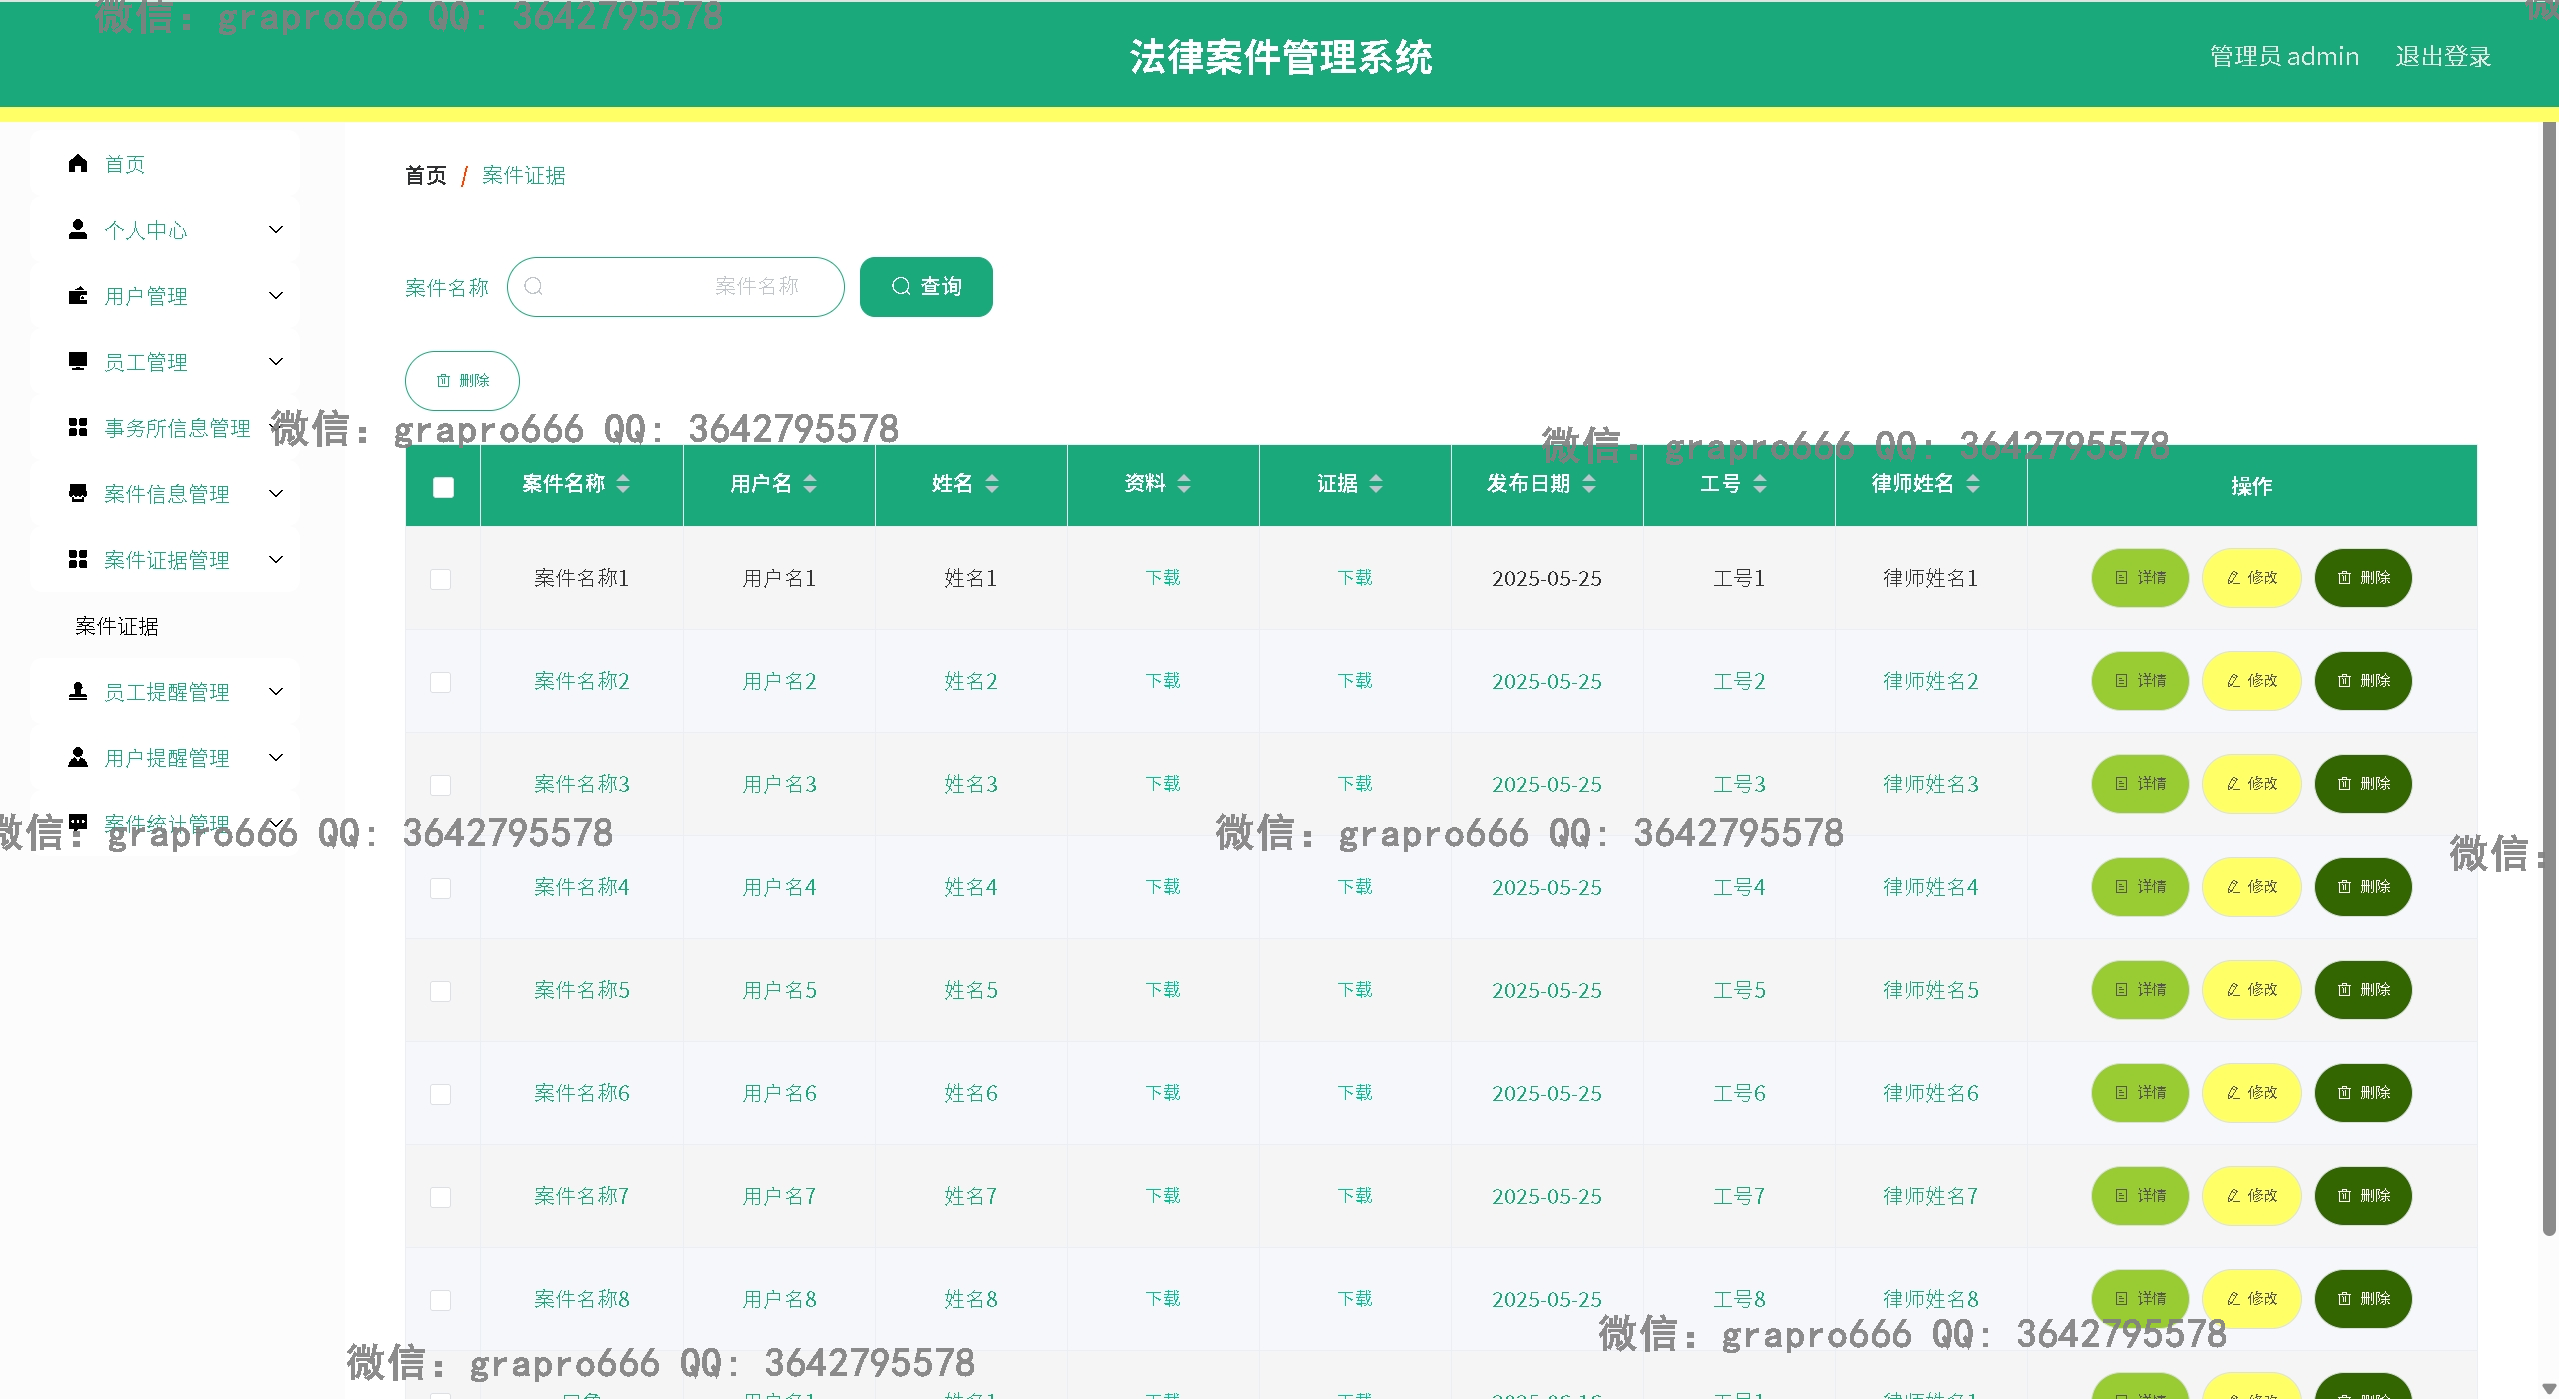 微信: grapro666 QQ: 3642795578
法律案件管理系统
管理员 admin 退出登录
首页
个人中心
用户管理
员工管理
事务所信息管理
案件信息管理
案件证据管理
案件证据
员工提醒管理
用户提醒管理
案件统计管理
首页 / 案件证据
案件名称 案件名称 查询
删除
微信: grapro666 QQ: 3642795578
微信: grapro666 QQ: 3642795578
案件名称 用户名 姓名 资料 证据 发布日期 工号 律师姓名 操作
案件名称1 用户名1 姓名1 下载 下载 2025-05-25 工号1 律师姓名1 详情 修改 删除
案件名称2 用户名2 姓名2 下载 下载 2025-05-25 工号2 律师姓名2 详情 修改 删除
案件名称3 用户名3 姓名3 下载 下载 2025-05-25 工号3 律师姓名3 详情 修改 删除
微信: grapro666 QQ: 3642795578
微信: grapro666 QQ: 3642795578
微信:
案件名称4 用户名4 姓名4 下载 下载 2025-05-25 工号4 律师姓名4 详情 修改 删除
案件名称5 用户名5 姓名5 下载 下载 2025-05-25 工号5 律师姓名5 详情 修改 删除
案件名称6 用户名6 姓名6 下载 下载 2025-05-25 工号6 律师姓名6 详情 修改 删除
案件名称7 用户名7 姓名7 下载 下载 2025-05-25 工号7 律师姓名7 详情 修改 删除
案件名称8 用户名8 姓名8 下载 下载 2025-05-25 工号8 律师姓名8 详情 修改 删除
微信: grapro666 QQ: 3642795578
微信: grapro666 QQ: 3642795578